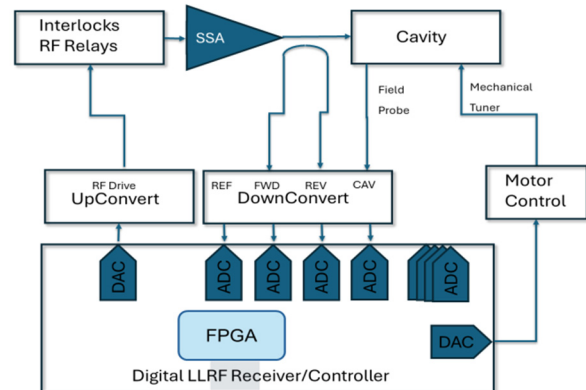 Interlocks
RF Relays
SSA
Cavity
Field
Probe
Mechanical
Tuner
RF Drive
UpConvert
REF FWD REV CAV
DownConvert
Motor
Control
DAC
ADC
ADC
ADC
ADC
ADC
FPGA
DAC
Digital LLRF Receiver/Controller